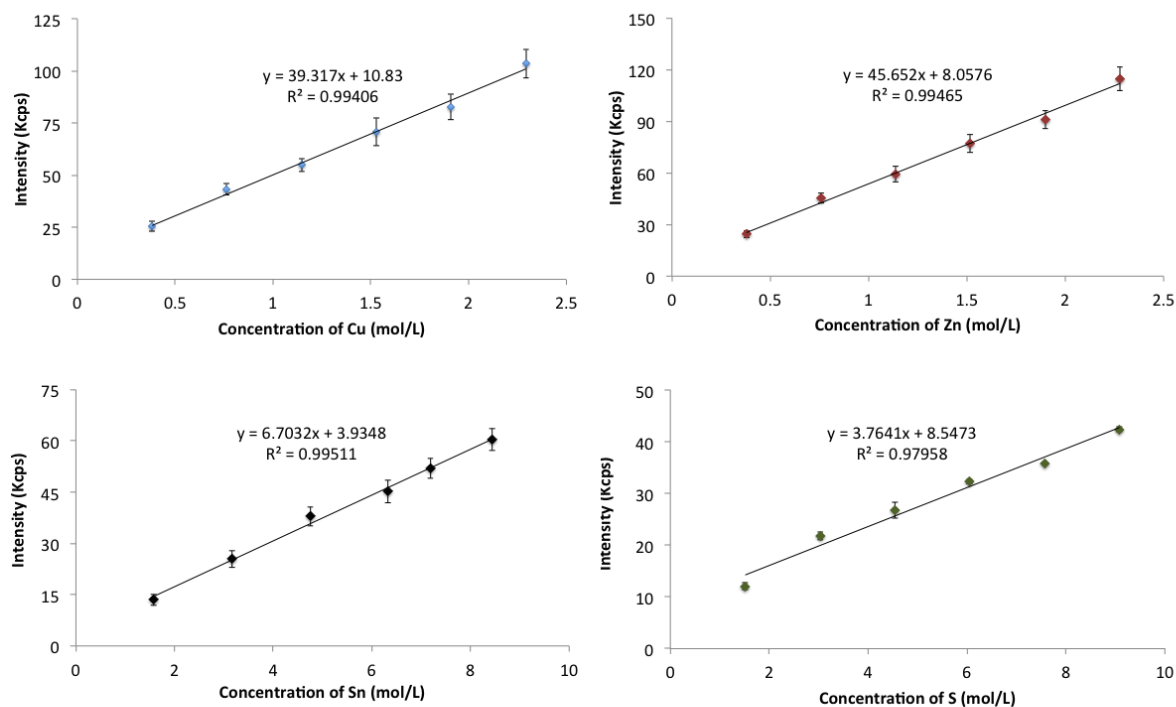 125
100
75
50
25
0
Intensity (Kcps)
y = 39.317x + 10.83
R² = 0.99406
0 0.5 1 1.5 2 2.5
Concentration of Cu (mol/L)
150
120
90
60
30
0
Intensity (Kcps)
y = 45.652x + 8.0576
R² = 0.99465
0 0.5 1 1.5 2 2.5
Concentration of Zn (mol/L)
75
60
45
30
15
0
Intensity (Kcps)
y = 6.7032x + 3.9348
R² = 0.99511
0 2 4 6 8 10
Concentration of Sn (mol/L)
50
40
30
20
10
0
Intensity (Kcps)
y = 3.7641x + 8.5473
R² = 0.97958
0 2 4 6 8 10
Concentration of S (mol/L)